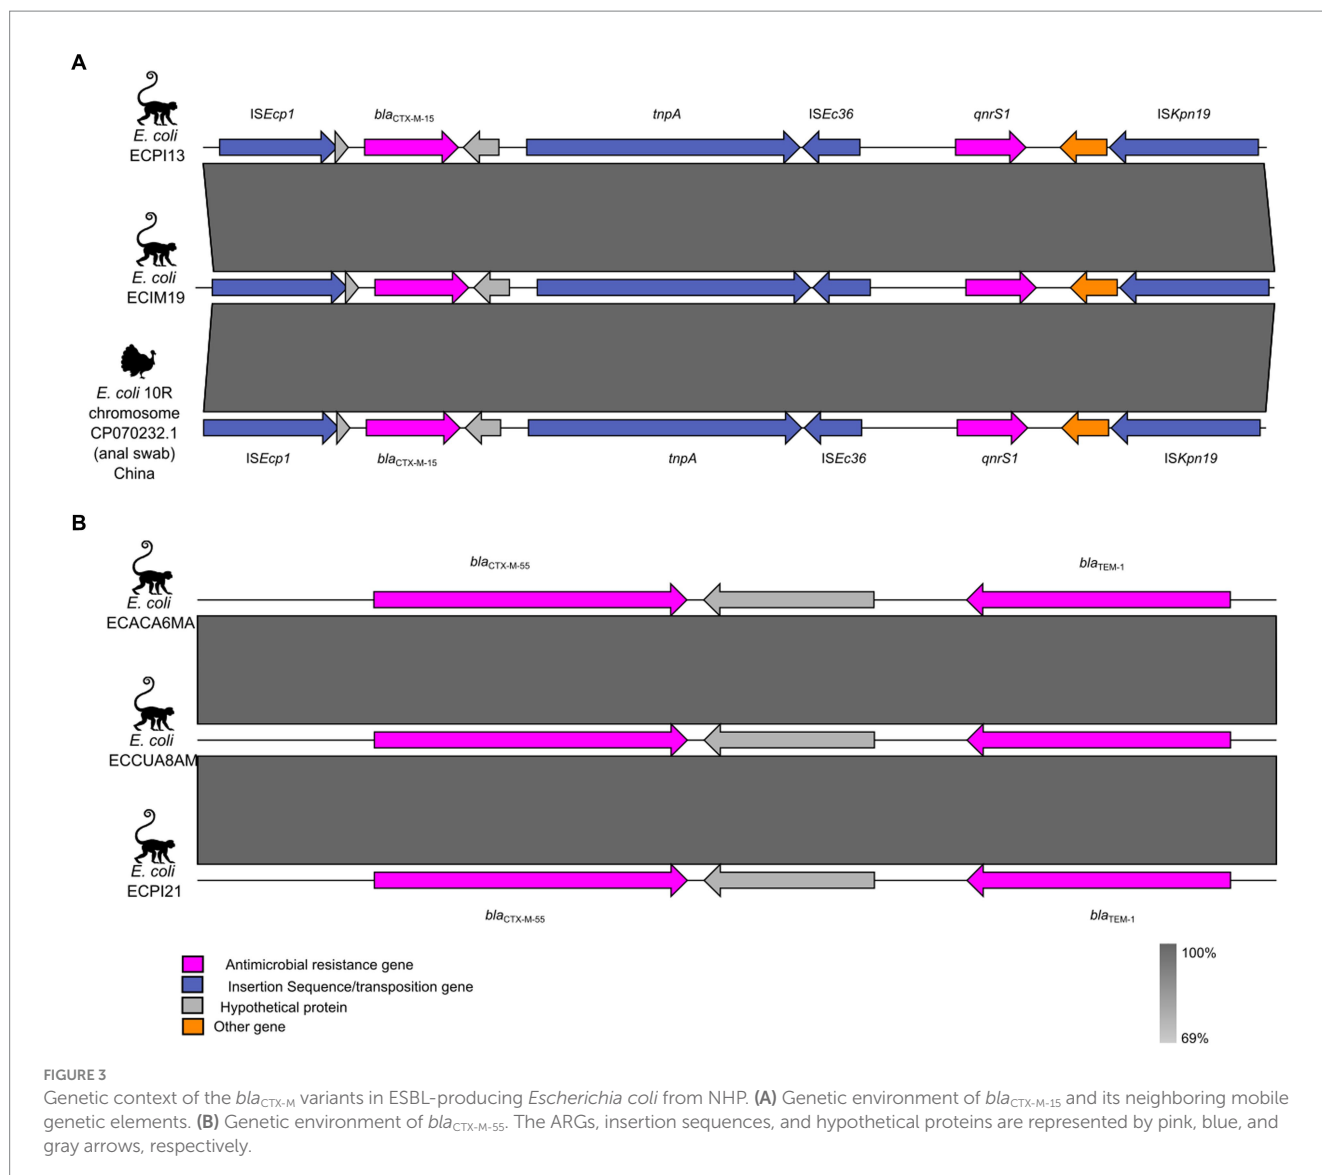 A
ISEcp1 blaCTX-M-15 tnpA ISEc36 qnrS1 ISKpn19
E. coli
ECPI13
E. coli
ECIM19
E. coli 10R
chromosome
CP070232.1
(anal swab)
China
ISEcp1 blaCTX-M-15 tnpA ISEc36 qnrS1 ISKpn19
B
blaCTX-M-55 blaTEM-1
E. coli
ECACA6MA
E. coli
ECCUA8AM
E. coli
ECPI21
blaCTX-M-55 blaTEM-1
Antimicrobial resistance gene
Insertion Sequence/transposition gene
Hypothetical protein
Other gene
100%
69%
FIGURE 3
Genetic context of the blaCTX-M variants in ESBL-producing Escherichia coli from NHP. (A) Genetic environment of blaCTX-M-15 and its neighboring mobile
genetic elements. (B) Genetic environment of blaCTX-M-55. The ARGs, insertion sequences, and hypothetical proteins are represented by pink, blue, and
gray arrows, respectively.